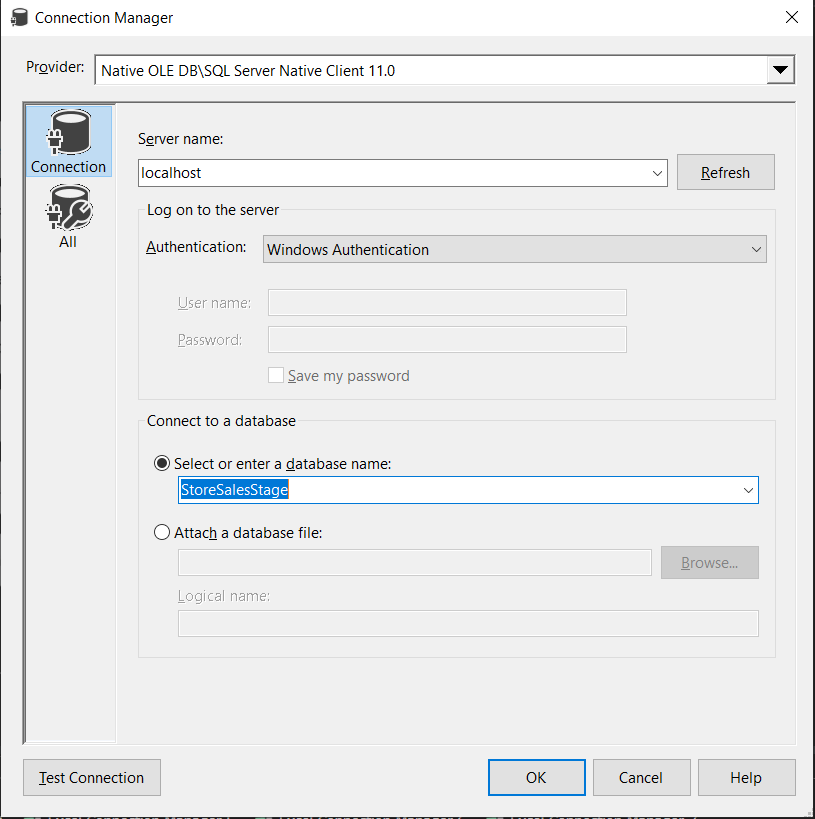 Connection Manager
Provider:
Native OLE DB\SQL Server Native Client 11.0
Connection
All
Server name:
localhost
Refresh
Log on to the server
Authentication:
Windows Authentication
User name:
Password:
Save my password
Connect to a database
Select or enter a database name:
StoreSalesStage
Attach a database file:
Browse...
Logical name:
Test Connection
OK
Cancel
Help